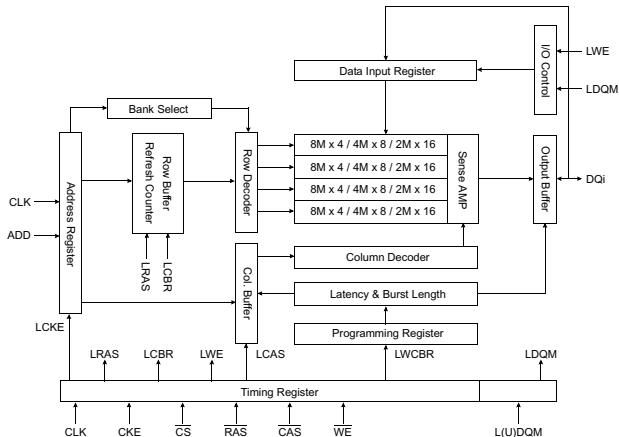 LWE
I/O Control
Data Input Register
LDQM
Bank Select
8M x 4 / 4M x 8 / 2M x 16
8M x 4 / 4M x 8 / 2M x 16
8M x 4 / 4M x 8 / 2M x 16
8M x 4 / 4M x 8 / 2M x 16
Row Buffer
Refresh Counter
Row Decoder
Sense AMP
Output Buffer
DQi
Address Register
CLK
ADD
LRAS
LCBR
Col. Buffer
Column Decoder
Latency & Burst Length
Programming Register
LCKE
LRAS
LCBR
LWE
LCAS
LWCBR
LDQM
Timing Register
CLK
CKE
CS
RAS
CAS
WE
L(U)DQM